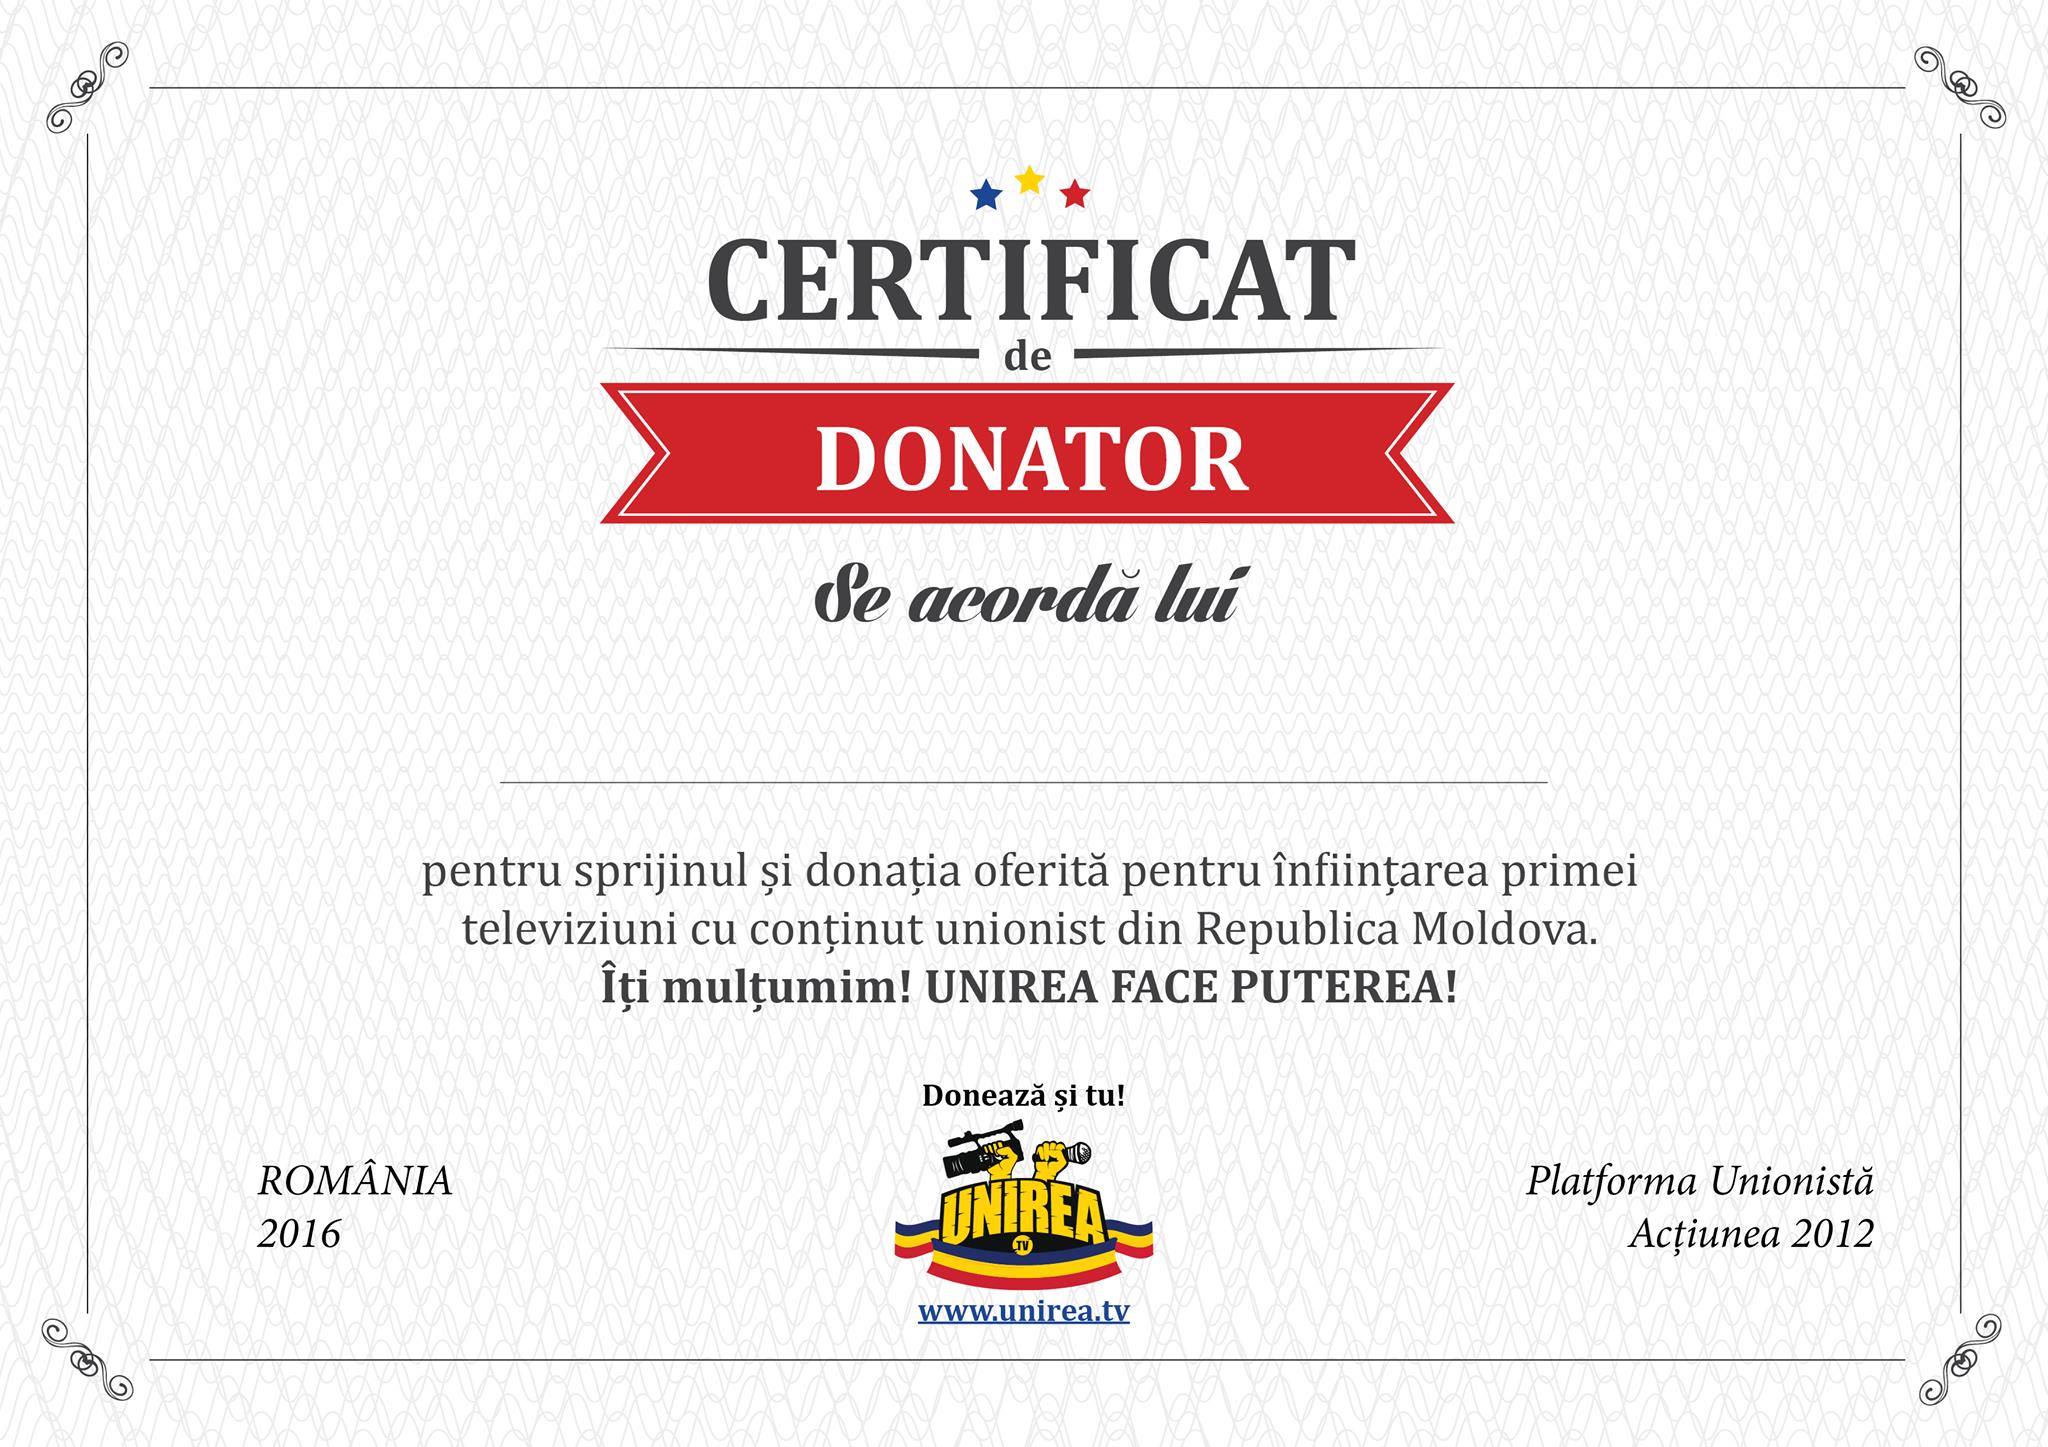 CERTIFICAT
de
DONATOR
Se acordă lui
pentru sprijinul și donația oferită pentru înființarea primei
televiziuni cu conținut unionist din Republica Moldova.
Îți mulțumim! UNIREA FACE PUTEREA!
Donează și tu!
ROMÂNIA
2016
UNIREA
.TV
www.unirea.tv
Platforma Unionistă
Acțiunea 2012